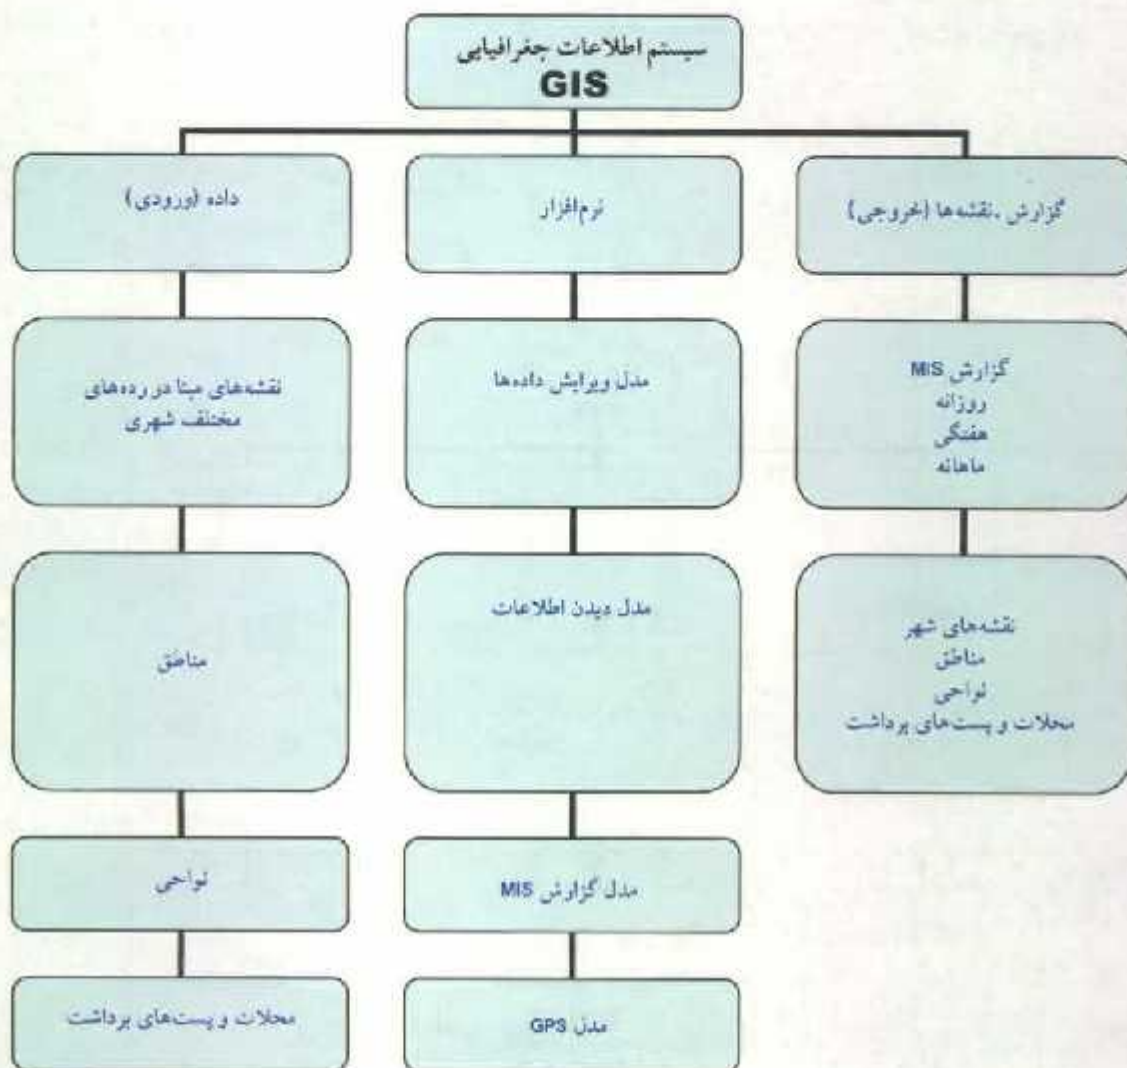 سیستم اطلاعات جغرافیایی
GIS
گزارش ـ نقشه‌ها (خروجی)
گزارش MIS
روزانه
هفتگی
ماهانه
نقشه‌های شهر
مناطق
نواحی
محلات و پست‌های برداشت
نرم‌افزار
مدل ویرایش داده‌ها
مدل دیدن اطلاعات
مدل گزارش MIS
مدل GPS
داده (ورودی)
نقشه‌های مبنا در رده‌های
مختلف شهری
مناطق
نواحی
محلات و پست‌های برداشت